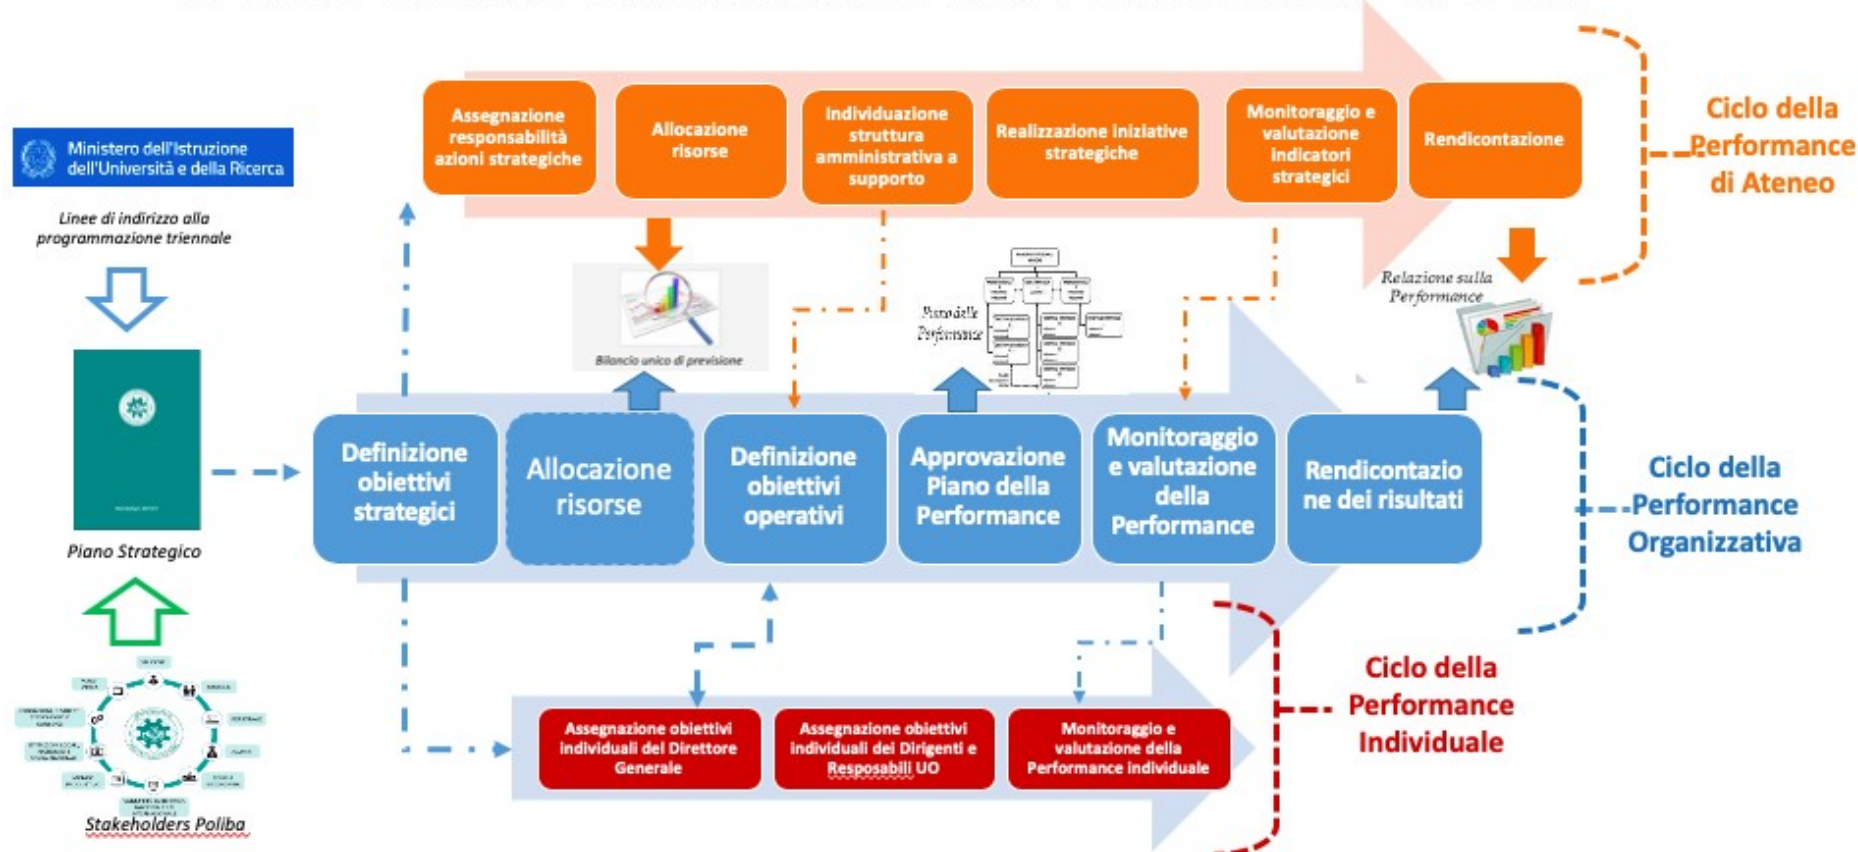 Ministero dell'Istruzione
dell'Università e della Ricerca
Linee di indirizzo alla
programmazione triennale
Piano Strategico
Stakeholders Poliba
Assegnazione
responsabilità
azioni strategiche
Allocazione
risorse
Individuazione
struttura
amministrativa a
supporto
Realizzazione iniziative
strategiche
Monitoraggio e
valutazione
indicatori
strategici
Rendicontazione
Ciclo della
Performance
di Ateneo
Bilancio unico di previsione
Piano delle
Performance
Relazione sulla
Performance
Definizione
obiettivi
strategici
Allocazione
risorse
Definizione
obiettivi
operativi
Approvazione
Piano della
Performance
Monitoraggio
e valutazione
della
Performance
Rendicontazio
ne dei risultati
Ciclo della
Performance
Organizzativa
Assegnazione obiettivi
individuali del Direttore
Generale
Assegnazione obiettivi
individuali dei Dirigenti e
Resposabili UO
Monitoraggio e
valutazione della
Performance individuale
Ciclo della
Performance
Individuale